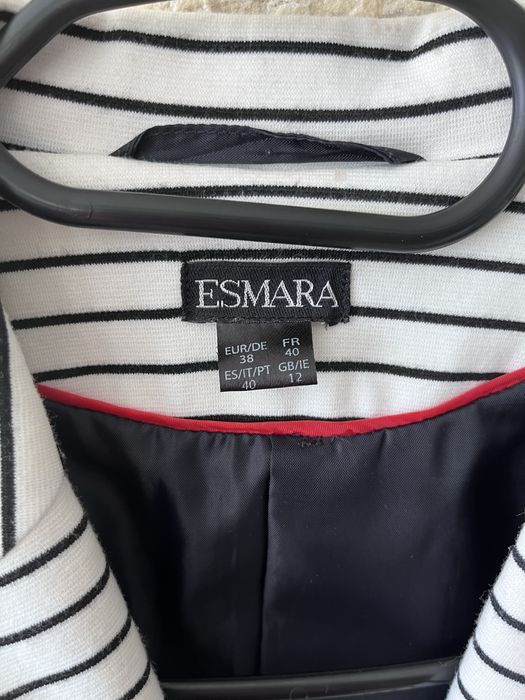 ESMARA
EUR/DE FR
38 40
ES/IT/PT GB/IE
40 12